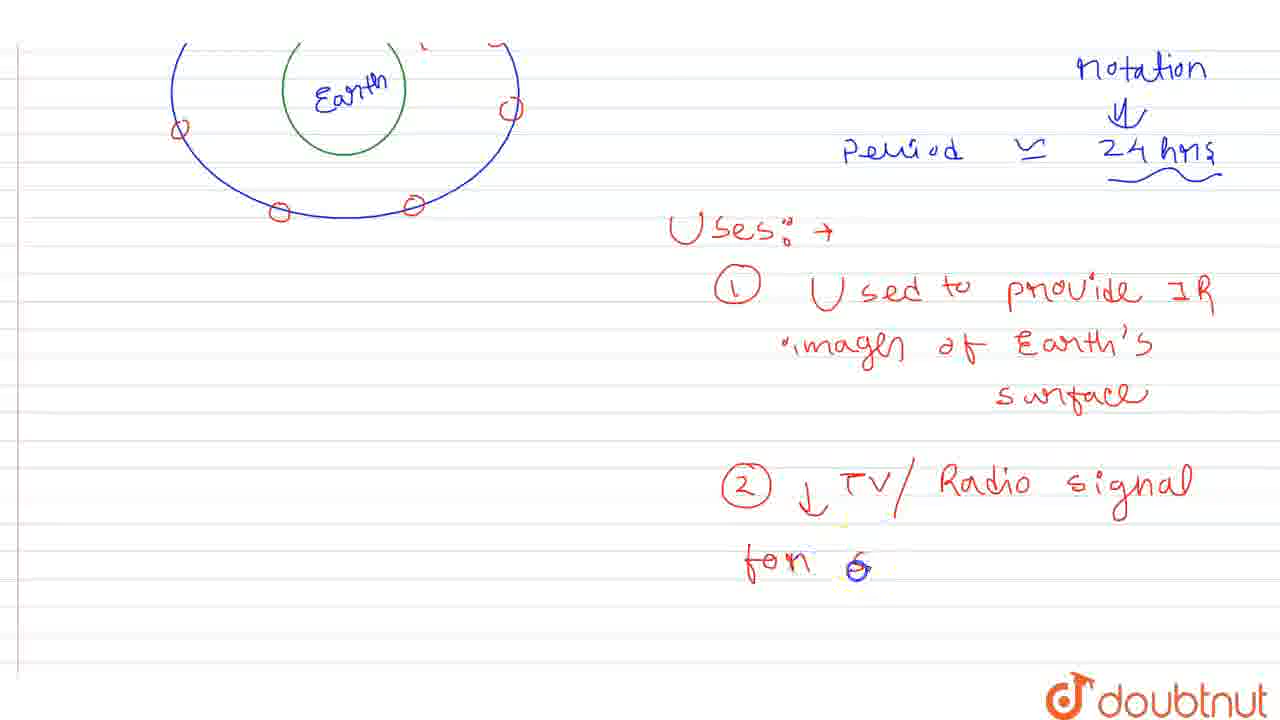 Earth
rotation
↓
Period ≃ 24 hrs
Uses: →
① Used to provide IR
images of Earth's
surface
② ↓ TV/ Radio signal
for s
doubtnut